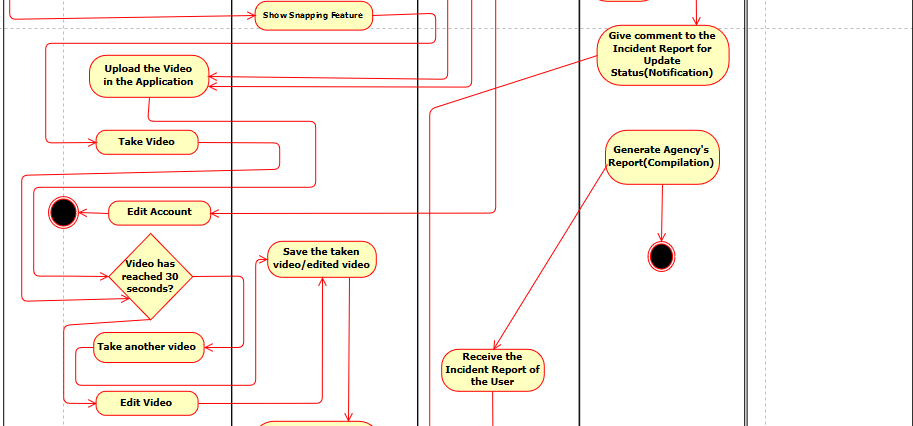 Show Snapping Feature
Give comment to the
Incident Report for
Update
Status(Notification)
Upload the Video
in the Application
Take Video
Generate Agency's
Report(Compilation)
Edit Account
Video has
reached 30
seconds?
Save the taken
video/edited video
Take another video
Receive the
Incident Report of
the User
Edit Video